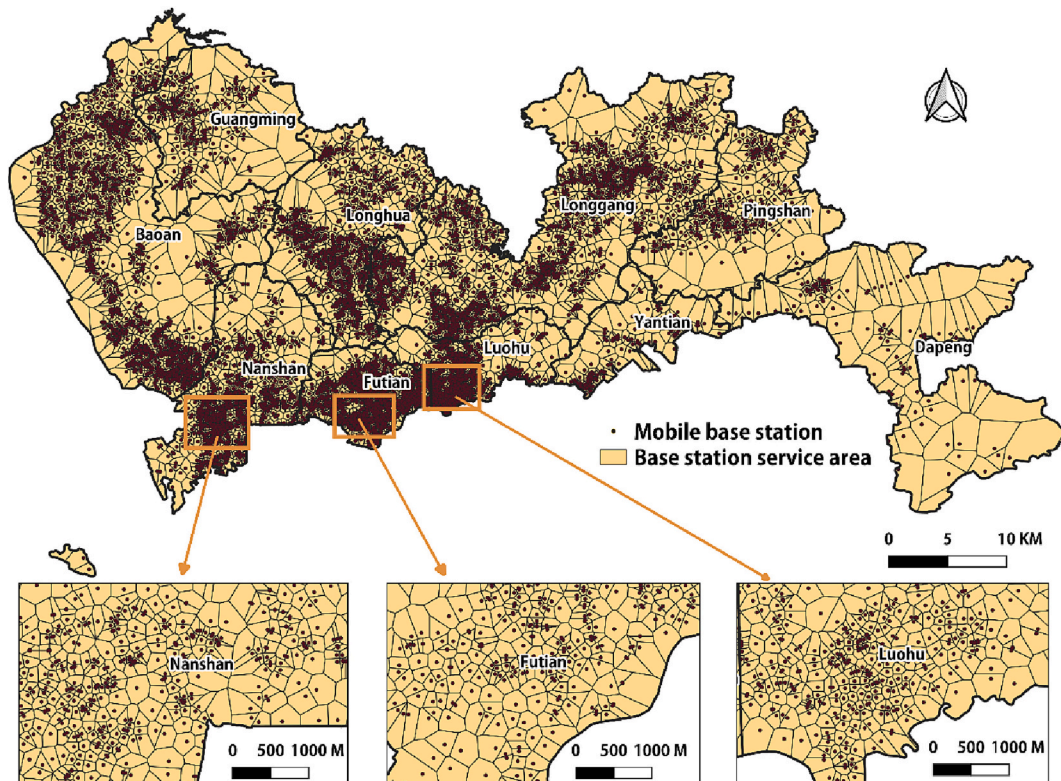 Guangming
Baoan
Longhua
Longgang
Pingshan
Nanshan
Futian
Luohu
Yantian
Dapeng
Mobile base station
Base station service area
0 5 10 KM
Nanshan
0 500 1000 M
Futian
0 500 1000 M
Luohu
0 500 1000 M